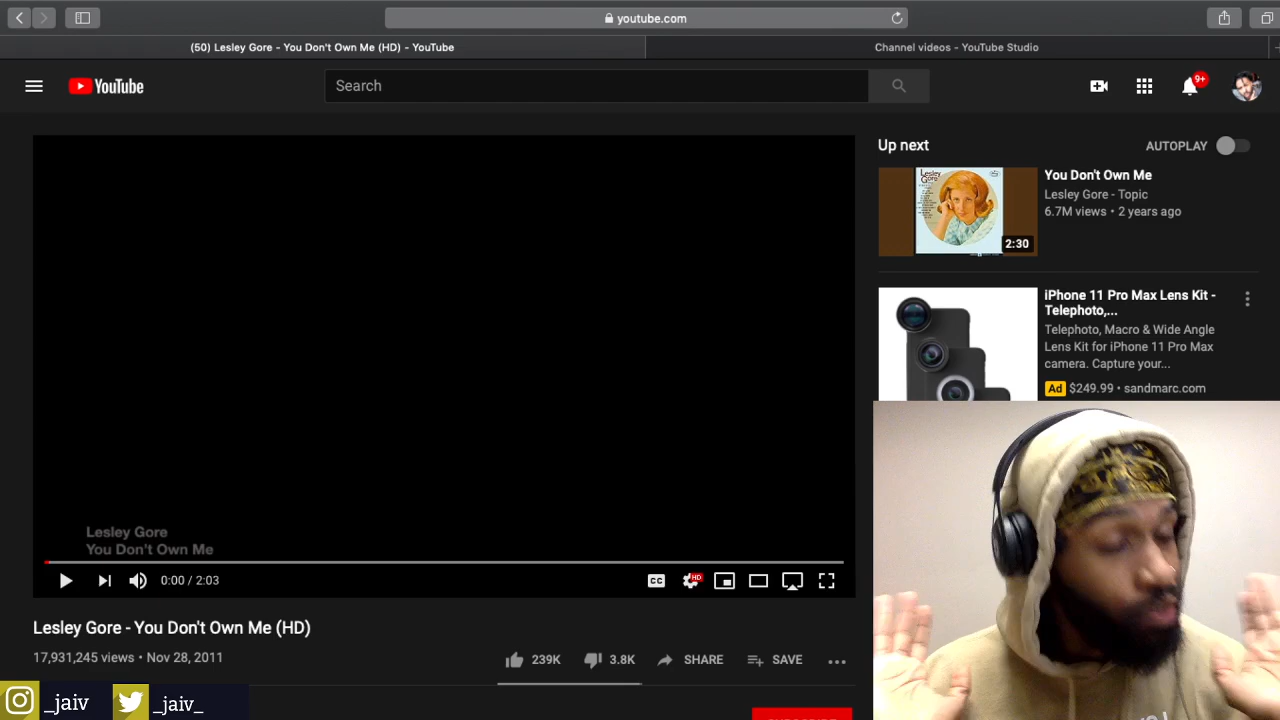 youtube.com
(50) Lesley Gore - You Don't Own Me (HD) - YouTube
Channel videos - YouTube Studio
YouTube
Search
9+
Up next
AUTOPLAY
You Don't Own Me
Lesley Gore - Topic
6.7M views • 2 years ago
Lesley
Gore
2:30
iPhone 11 Pro Max Lens Kit -
Telephoto,...
Telephoto, Macro & Wide Angle
Lens Kit for iPhone 11 Pro Max
camera. Capture your...
Ad $249.99 • sandmarc.com
Lesley Gore
You Don't Own Me
0:00 / 2:03
CC
HD
Lesley Gore - You Don't Own Me (HD)
17,931,245 views • Nov 28, 2011
239K
3.8K
SHARE
SAVE
_jaiv
_jaiv_